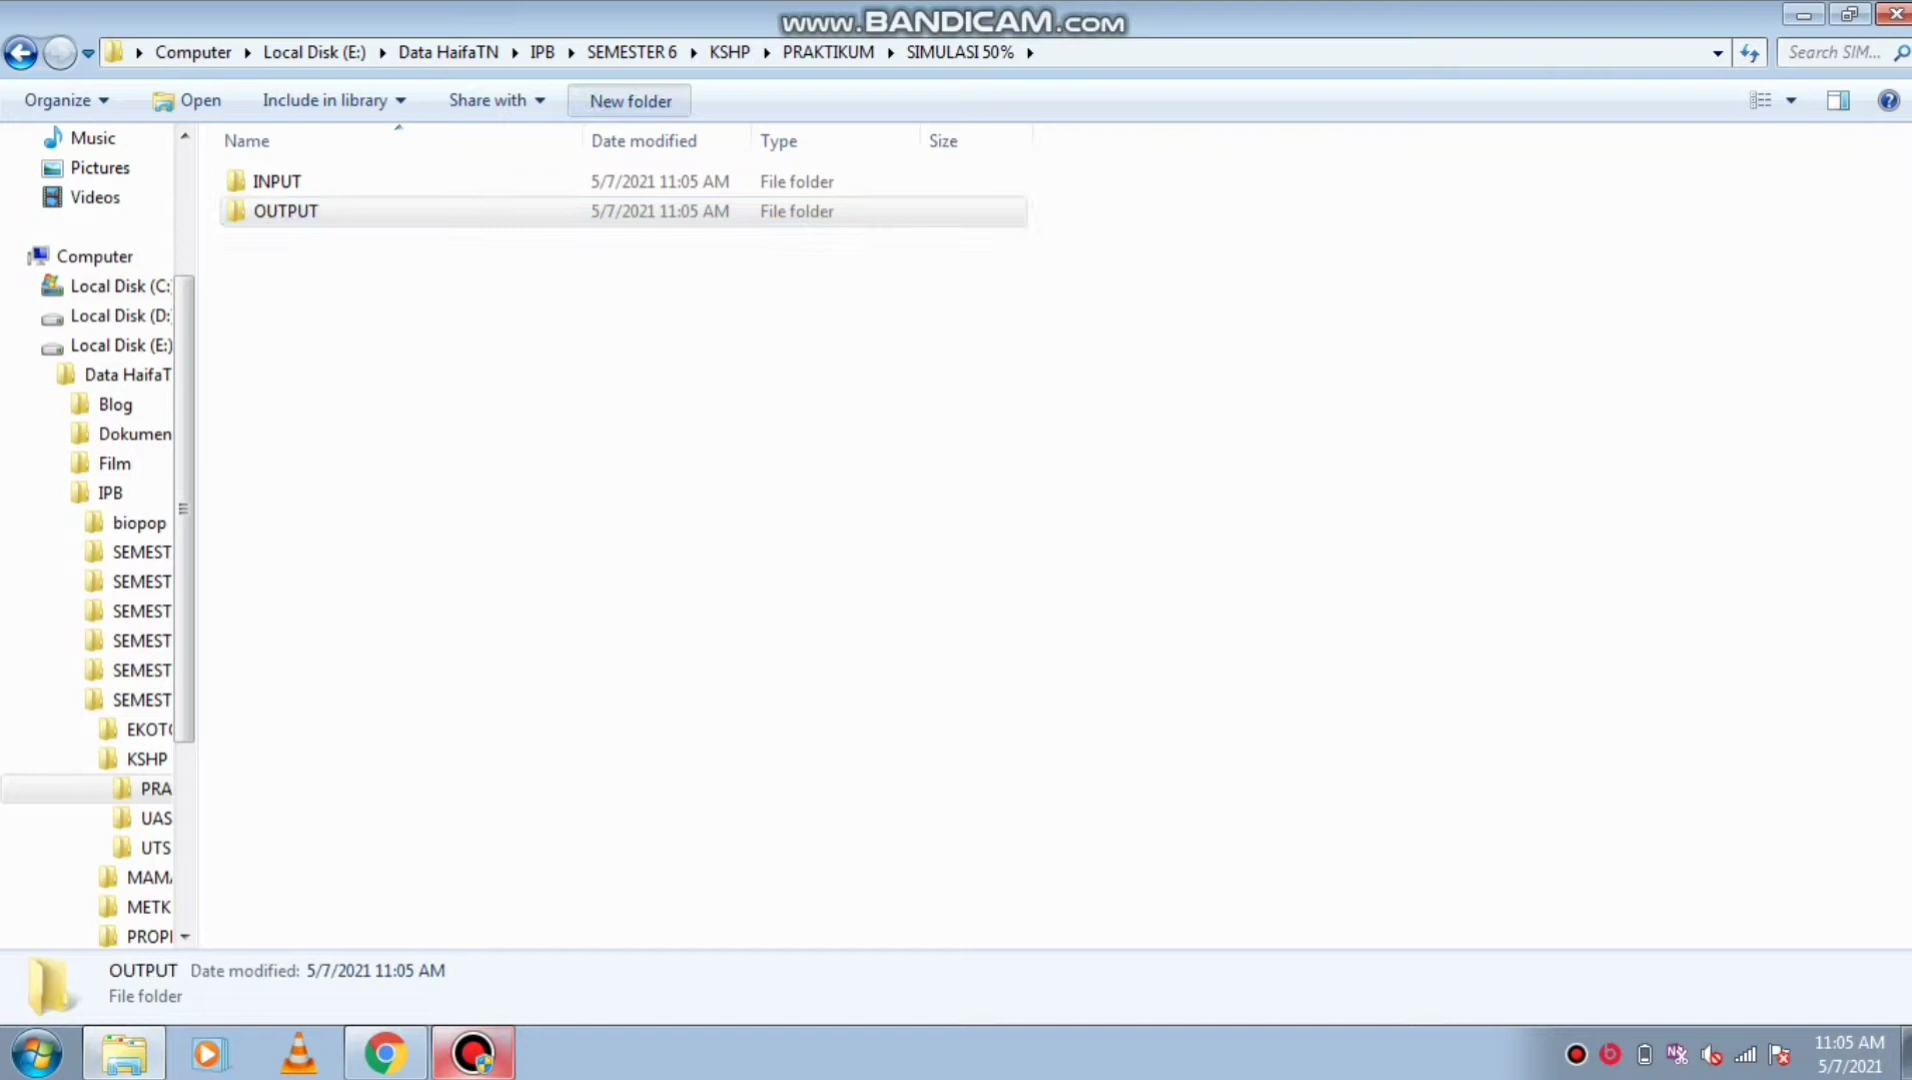 www.BANDICAM.com
Computer
Local Disk (E:)
Data HaifaTN
IPB
SEMESTER 6
KSHP
PRAKTIKUM
SIMULASI 50%
Search SIM...
Organize
Open
Include in library
Share with
New folder
Name
Date modified
Type
Size
INPUT
5/7/2021 11:05 AM
File folder
OUTPUT
5/7/2021 11:05 AM
File folder
Music
Pictures
Videos
Computer
Local Disk (C:
Local Disk (D:
Local Disk (E:)
Data HaifaT
Blog
Dokumen
Film
IPB
biopop
SEMEST
SEMEST
SEMEST
SEMEST
SEMEST
SEMEST
EKOTO
KSHP
PRA
UAS
UTS
MAMA
METK
PROPI
OUTPUT
Date modified: 5/7/2021 11:05 AM
File folder
11:05 AM
5/7/2021